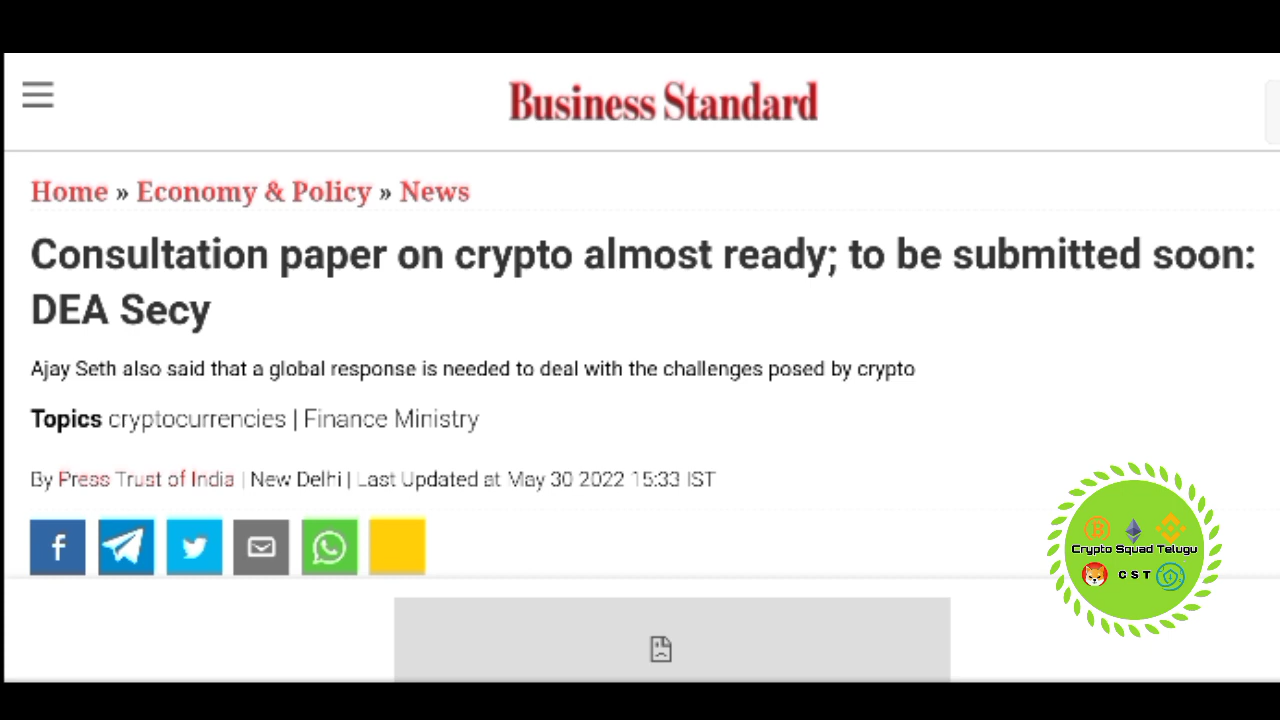 Business Standard
Home » Economy & Policy » News
Consultation paper on crypto almost ready; to be submitted soon:
DEA Secy
Ajay Seth also said that a global response is needed to deal with the challenges posed by crypto
Topics cryptocurrencies | Finance Ministry
By Press Trust of India | New Delhi | Last Updated at May 30 2022 15:33 IST
Crypto Squad Telugu
C S T